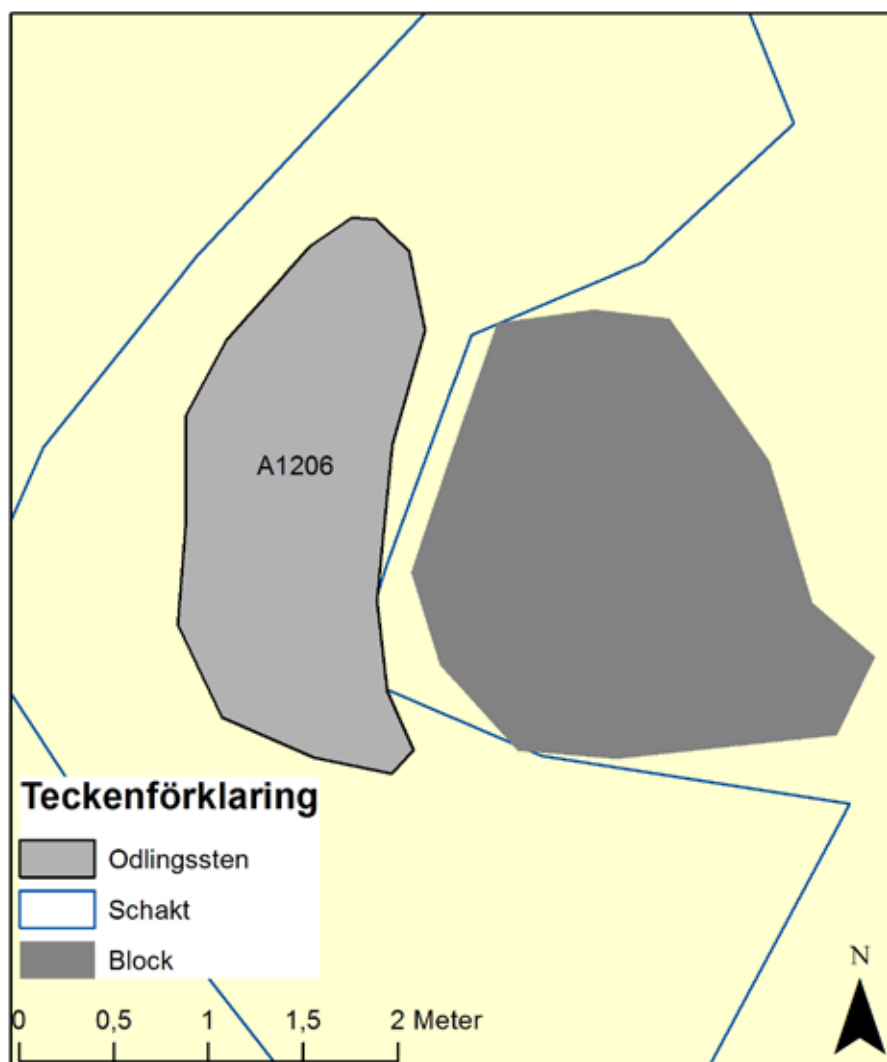 A1206
Teckenförklaring
Odlingssten
Schakt
Block
N
0 0,5 1 1,5 2 Meter